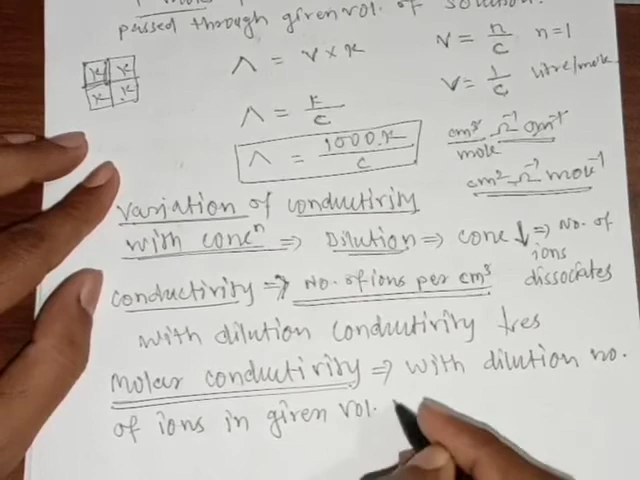 passed through given vol. of solution.
K K
K K
Λ = V × K
V = n/C n=1
V = 1/C litre/mole
Λ = K/C
Λ = 1000.K/C
cm³/mole Ω⁻¹ cm⁻¹
cm² Ω⁻¹ mol⁻¹
Variation of conductivity
with concⁿ ⇒ Dilution ⇒ conc ↓ ⇒ No. of
ions
dissociates
conductivity ⇒ No. of ions per cm³
with dilution conductivity ↑res
Molar conductivity ⇒ with dilution no.
of ions in given vol.